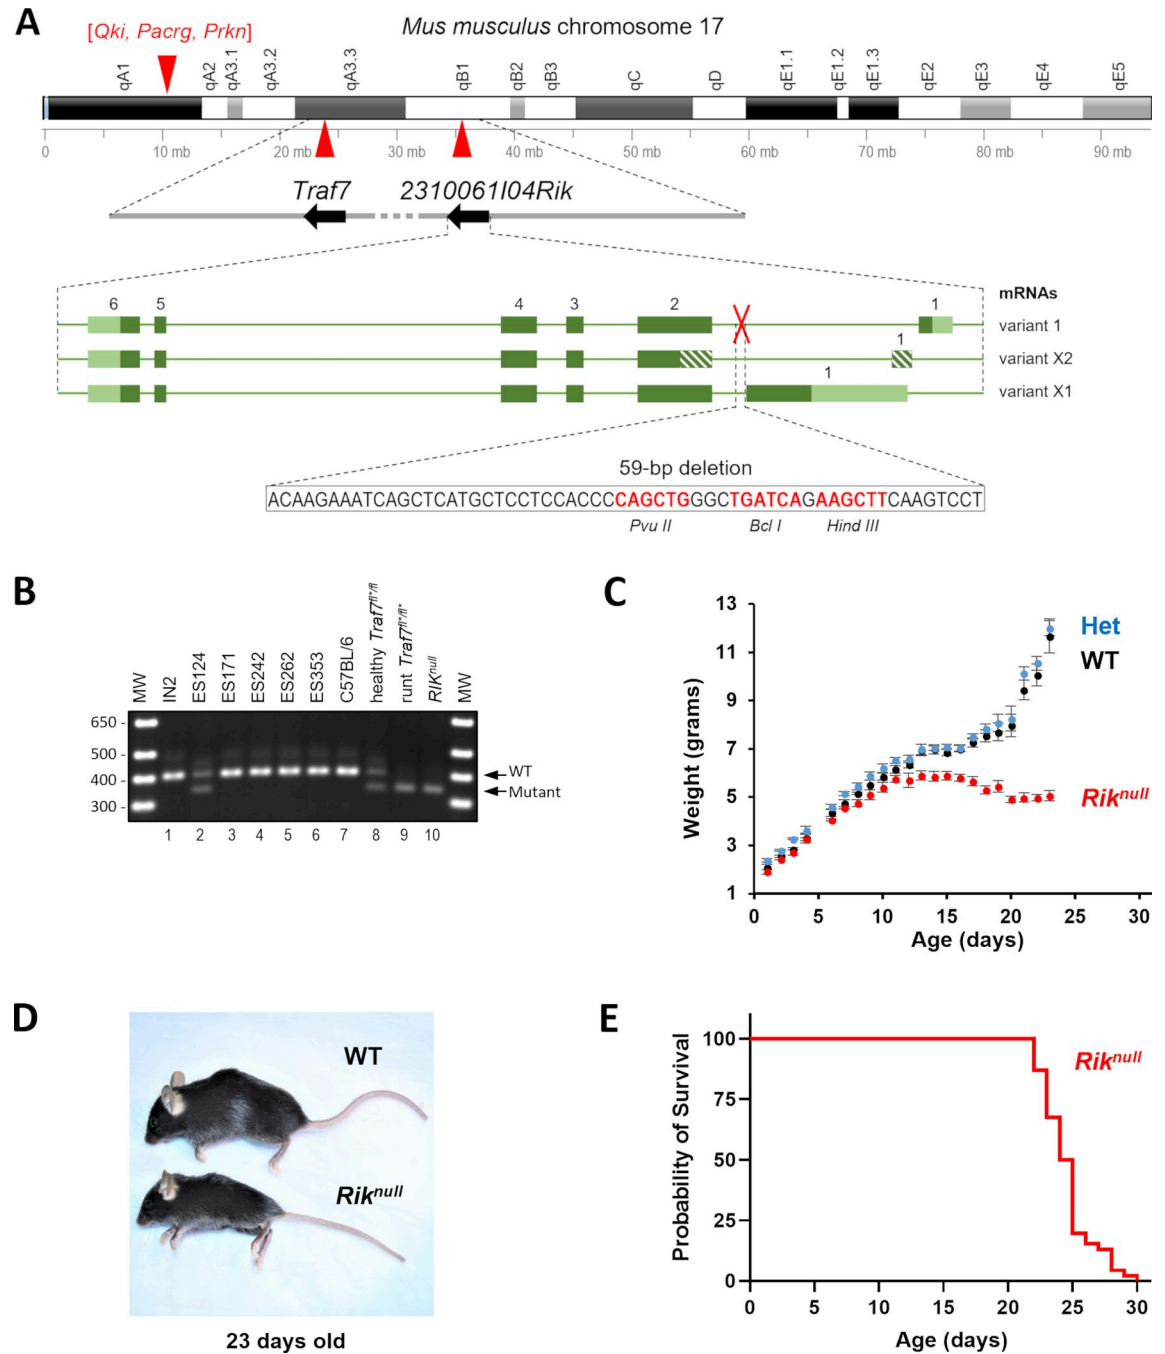 A
[Qki, Pacrg, Prkn]
Mus musculus chromosome 17
qA1 qA2 qA3.1 qA3.2 qA3.3 qB1 qB2 qB3 qC qD qE1.1 qE1.2 qE1.3 qE2 qE3 qE4 qE5
0 10 mb 20 mb 30 mb 40 mb 50 mb 60 mb 70 mb 80 mb 90 mb
Traf7 2310061I04Rik
mRNAs
6 5 4 3 2 1
variant 1
1
variant X2
1
variant X1
59-bp deletion
ACAAGAAATCAGCTCATGCTCCTCCACCCCAGCTGGGCTGATCAGAAGCTTCAAGTCCT
Pvu II Bcl I Hind III
B
MW IN2 ES124 ES171 ES242 ES262 ES353 C57BL/6 healthy Traf7fl*/fl runt Traf7fl*/fl* RIKnull MW
650 -
500 -
400 -
300 -
WT
Mutant
1 2 3 4 5 6 7 8 9 10
C
Weight (grams)
13
11
9
7
5
3
1
0 5 10 15 20 25 30
Age (days)
Het
WT
Riknull
D
WT
Riknull
23 days old
E
Probability of Survival
100
75
50
25
0
0 5 10 15 20 25 30
Age (days)
Riknull